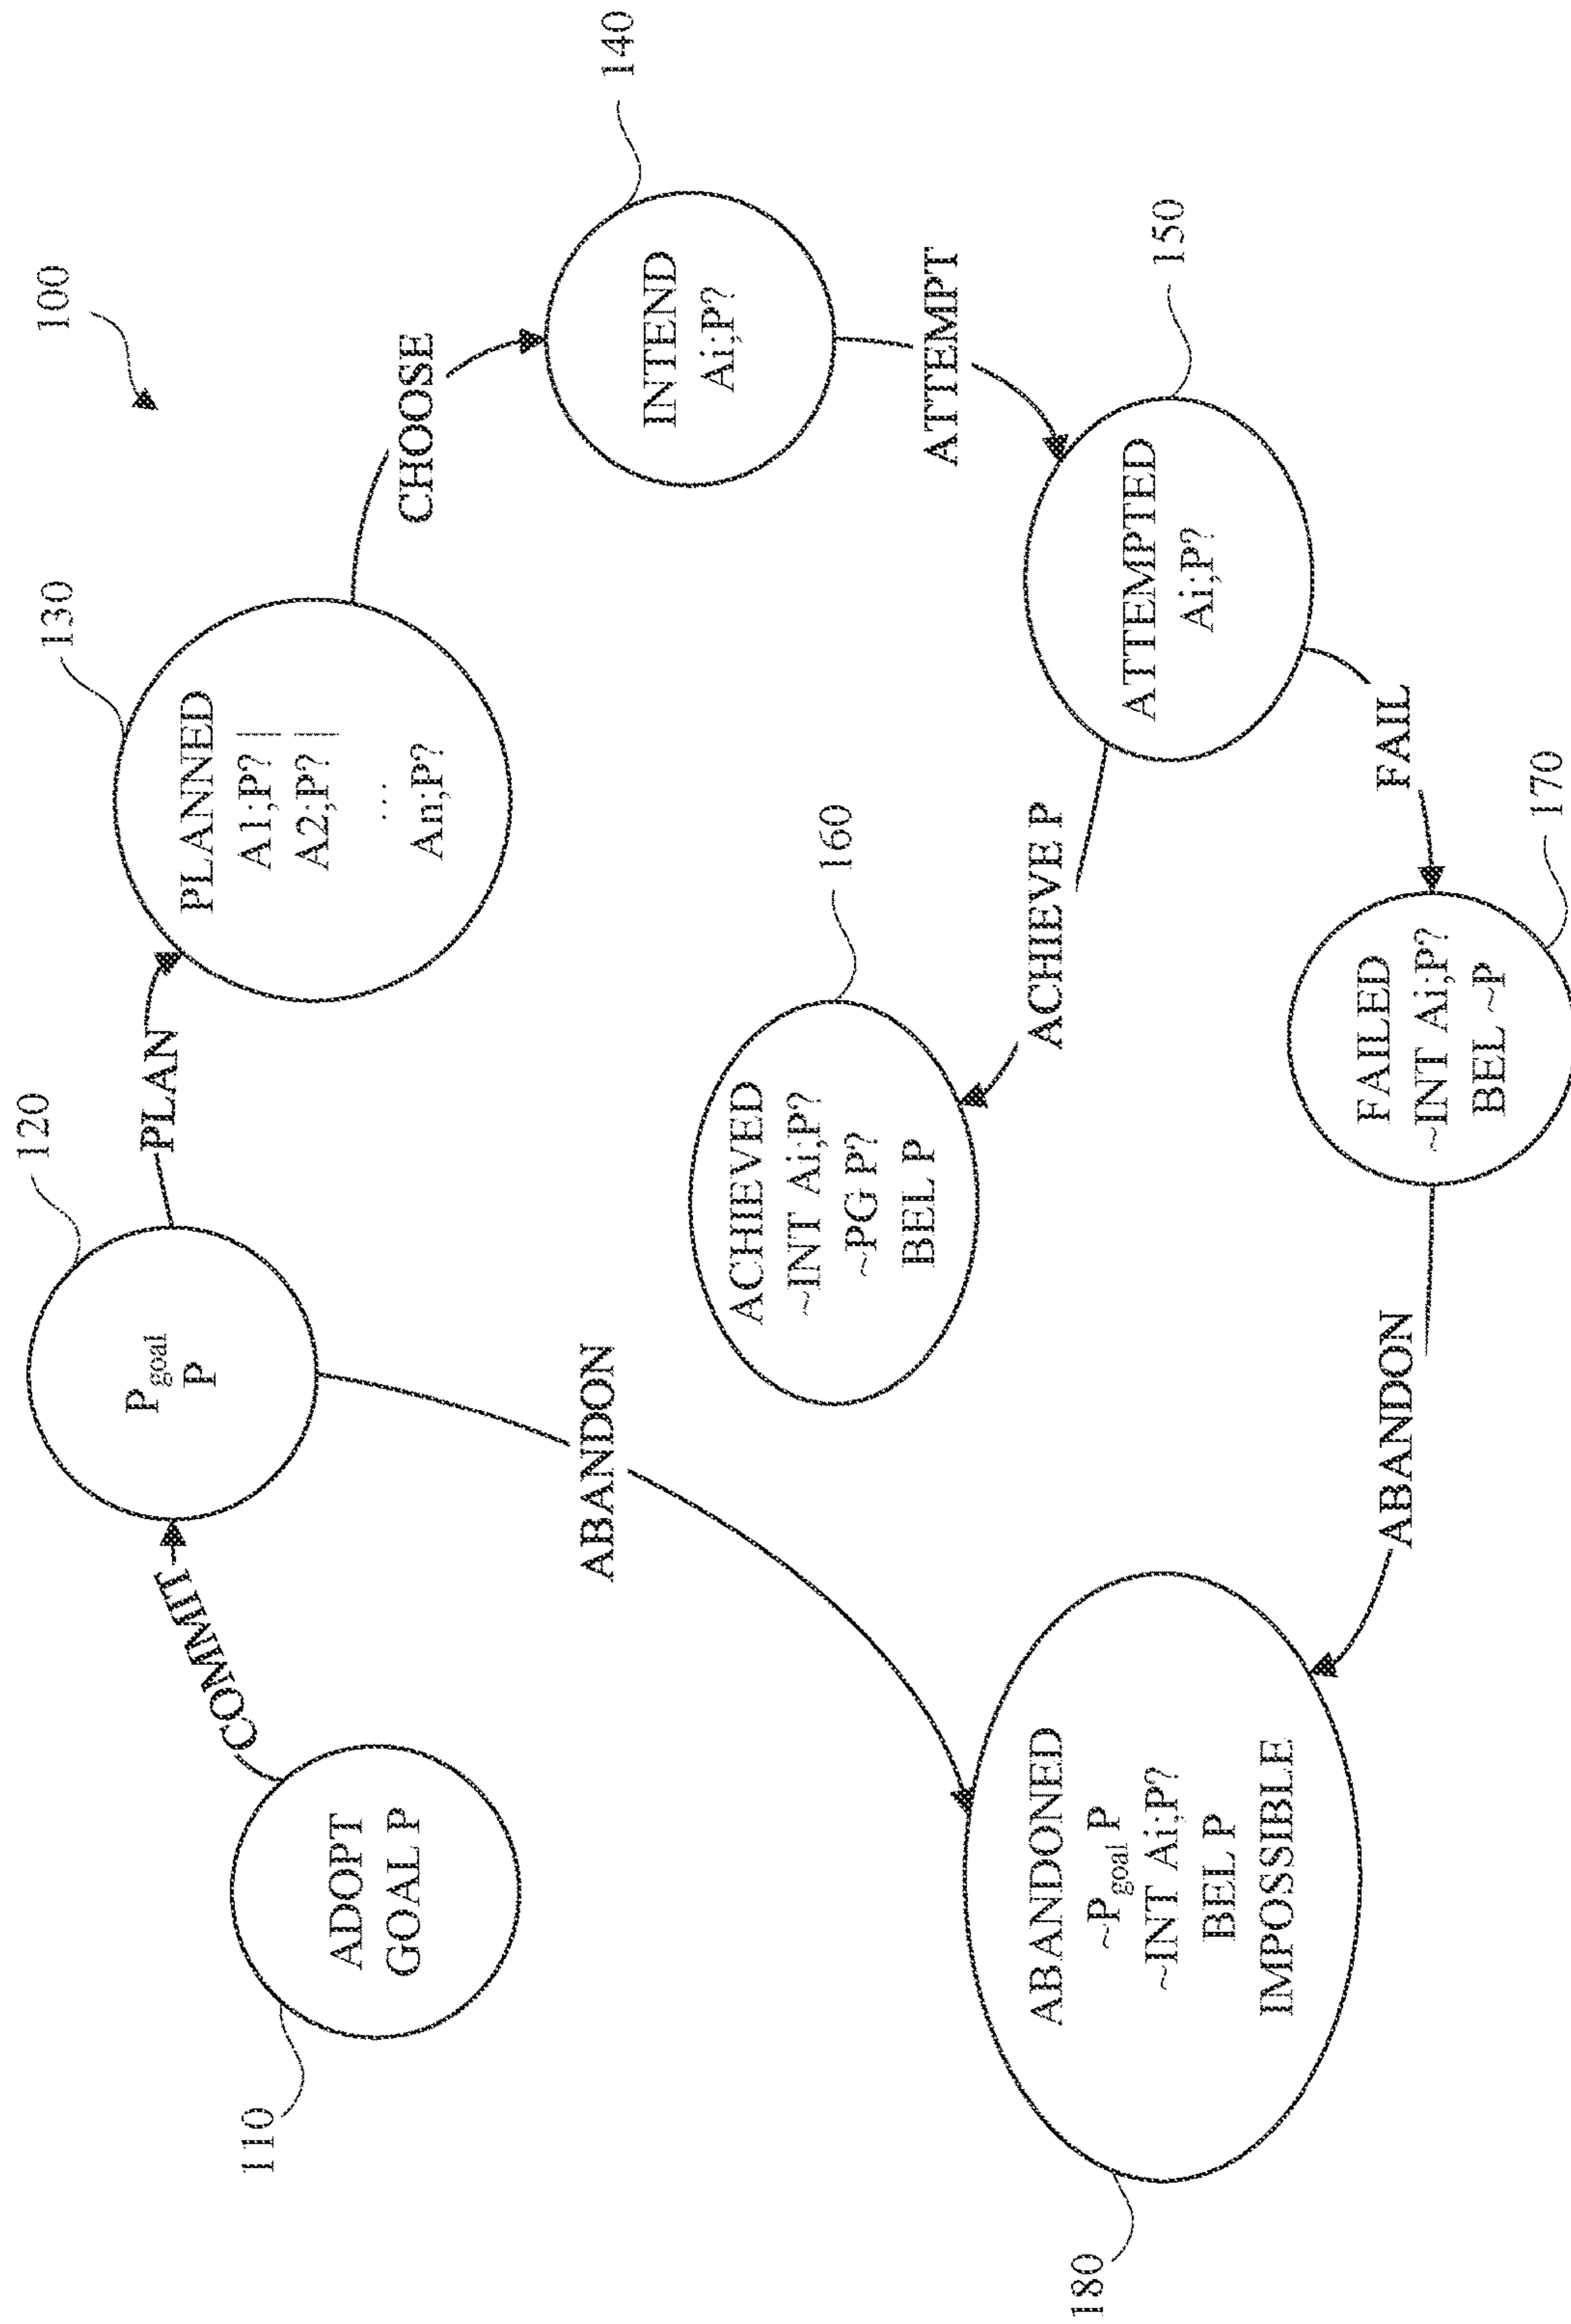 100
110
ADOPT
GOAL P
COMMIT
120
P goal
P
PLAN
130
PLANNED
A1;P? |
A2;P? |
...
An;P?
CHOOSE
140
INTEND
Ai;P?
ATTEMPT
150
ATTEMPTED
Ai;P?
ACHIEVE P
160
ACHIEVED
~INT Ai;P?
~PG P?
BEL P
FAIL
170
FAILED
~INT Ai;P?
BEL ~P
ABANDON
ABANDON
180
ABANDONED
~P goal P
~INT Ai;P?
BEL P
IMPOSSIBLE